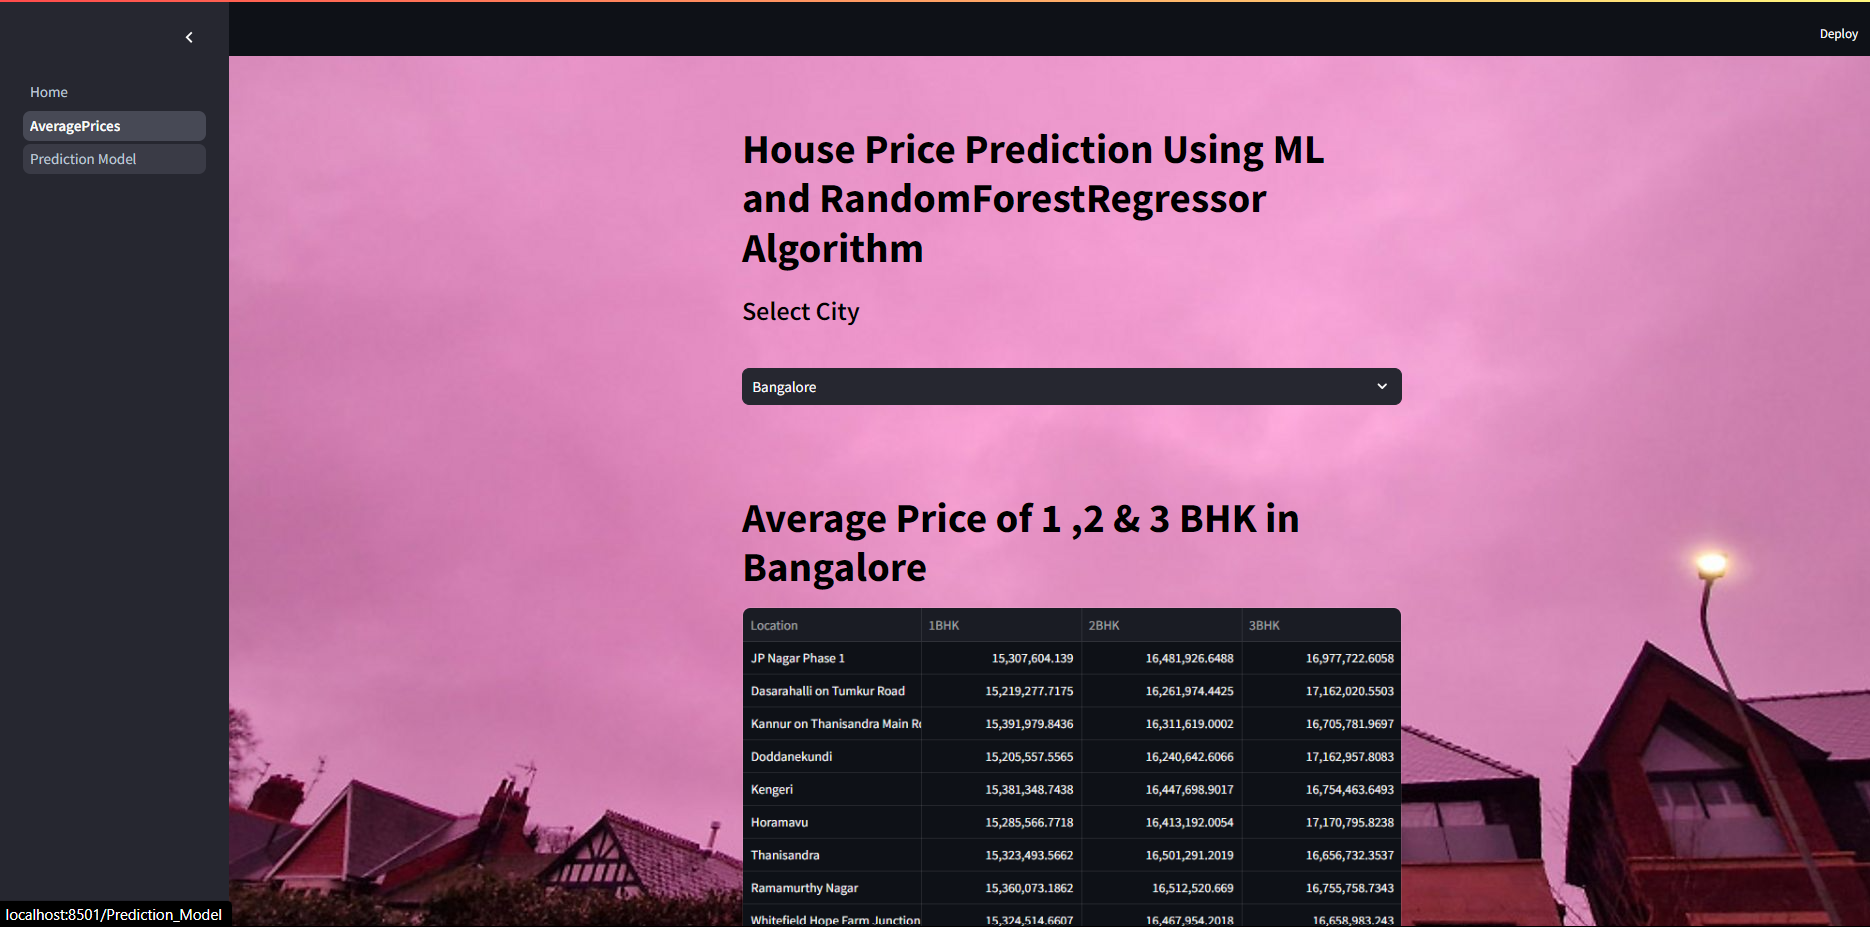 Deploy
Home
AveragePrices
Prediction Model
House Price Prediction Using ML
and RandomForestRegressor
Algorithm
Select City
Bangalore
Average Price of 1 ,2 & 3 BHK in
Bangalore
Location 1BHK 2BHK 3BHK
JP Nagar Phase 1 15,307,604.139 16,481,926.6488 16,977,722.6058
Dasarahalli on Tumkur Road 15,219,277.7175 16,261,974.4425 17,162,020.5503
Kannur on Thanisandra Main Ro 15,391,979.8436 16,311,619.0002 16,705,781.9697
Doddanekundi 15,205,557.5565 16,240,642.6066 17,162,957.8083
Kengeri 15,381,348.7438 16,447,698.9017 16,754,463.6493
Horamavu 15,285,566.7718 16,413,192.0054 17,170,795.8238
Thanisandra 15,323,493.5662 16,501,291.2019 16,656,732.3537
Ramamurthy Nagar 15,360,073.1862 16,512,520.669 16,755,758.7343
Whitefield Hope Farm Junction 15,324,514.6607 16,467,954.2018 16,658,983.243
localhost:8501/Prediction_Model